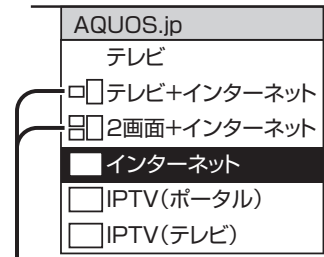 AQUOS.jp
テレビ
テレビ+インターネット
2画面+インターネット
インターネット
IPTV(ポータル)
IPTV(テレビ)